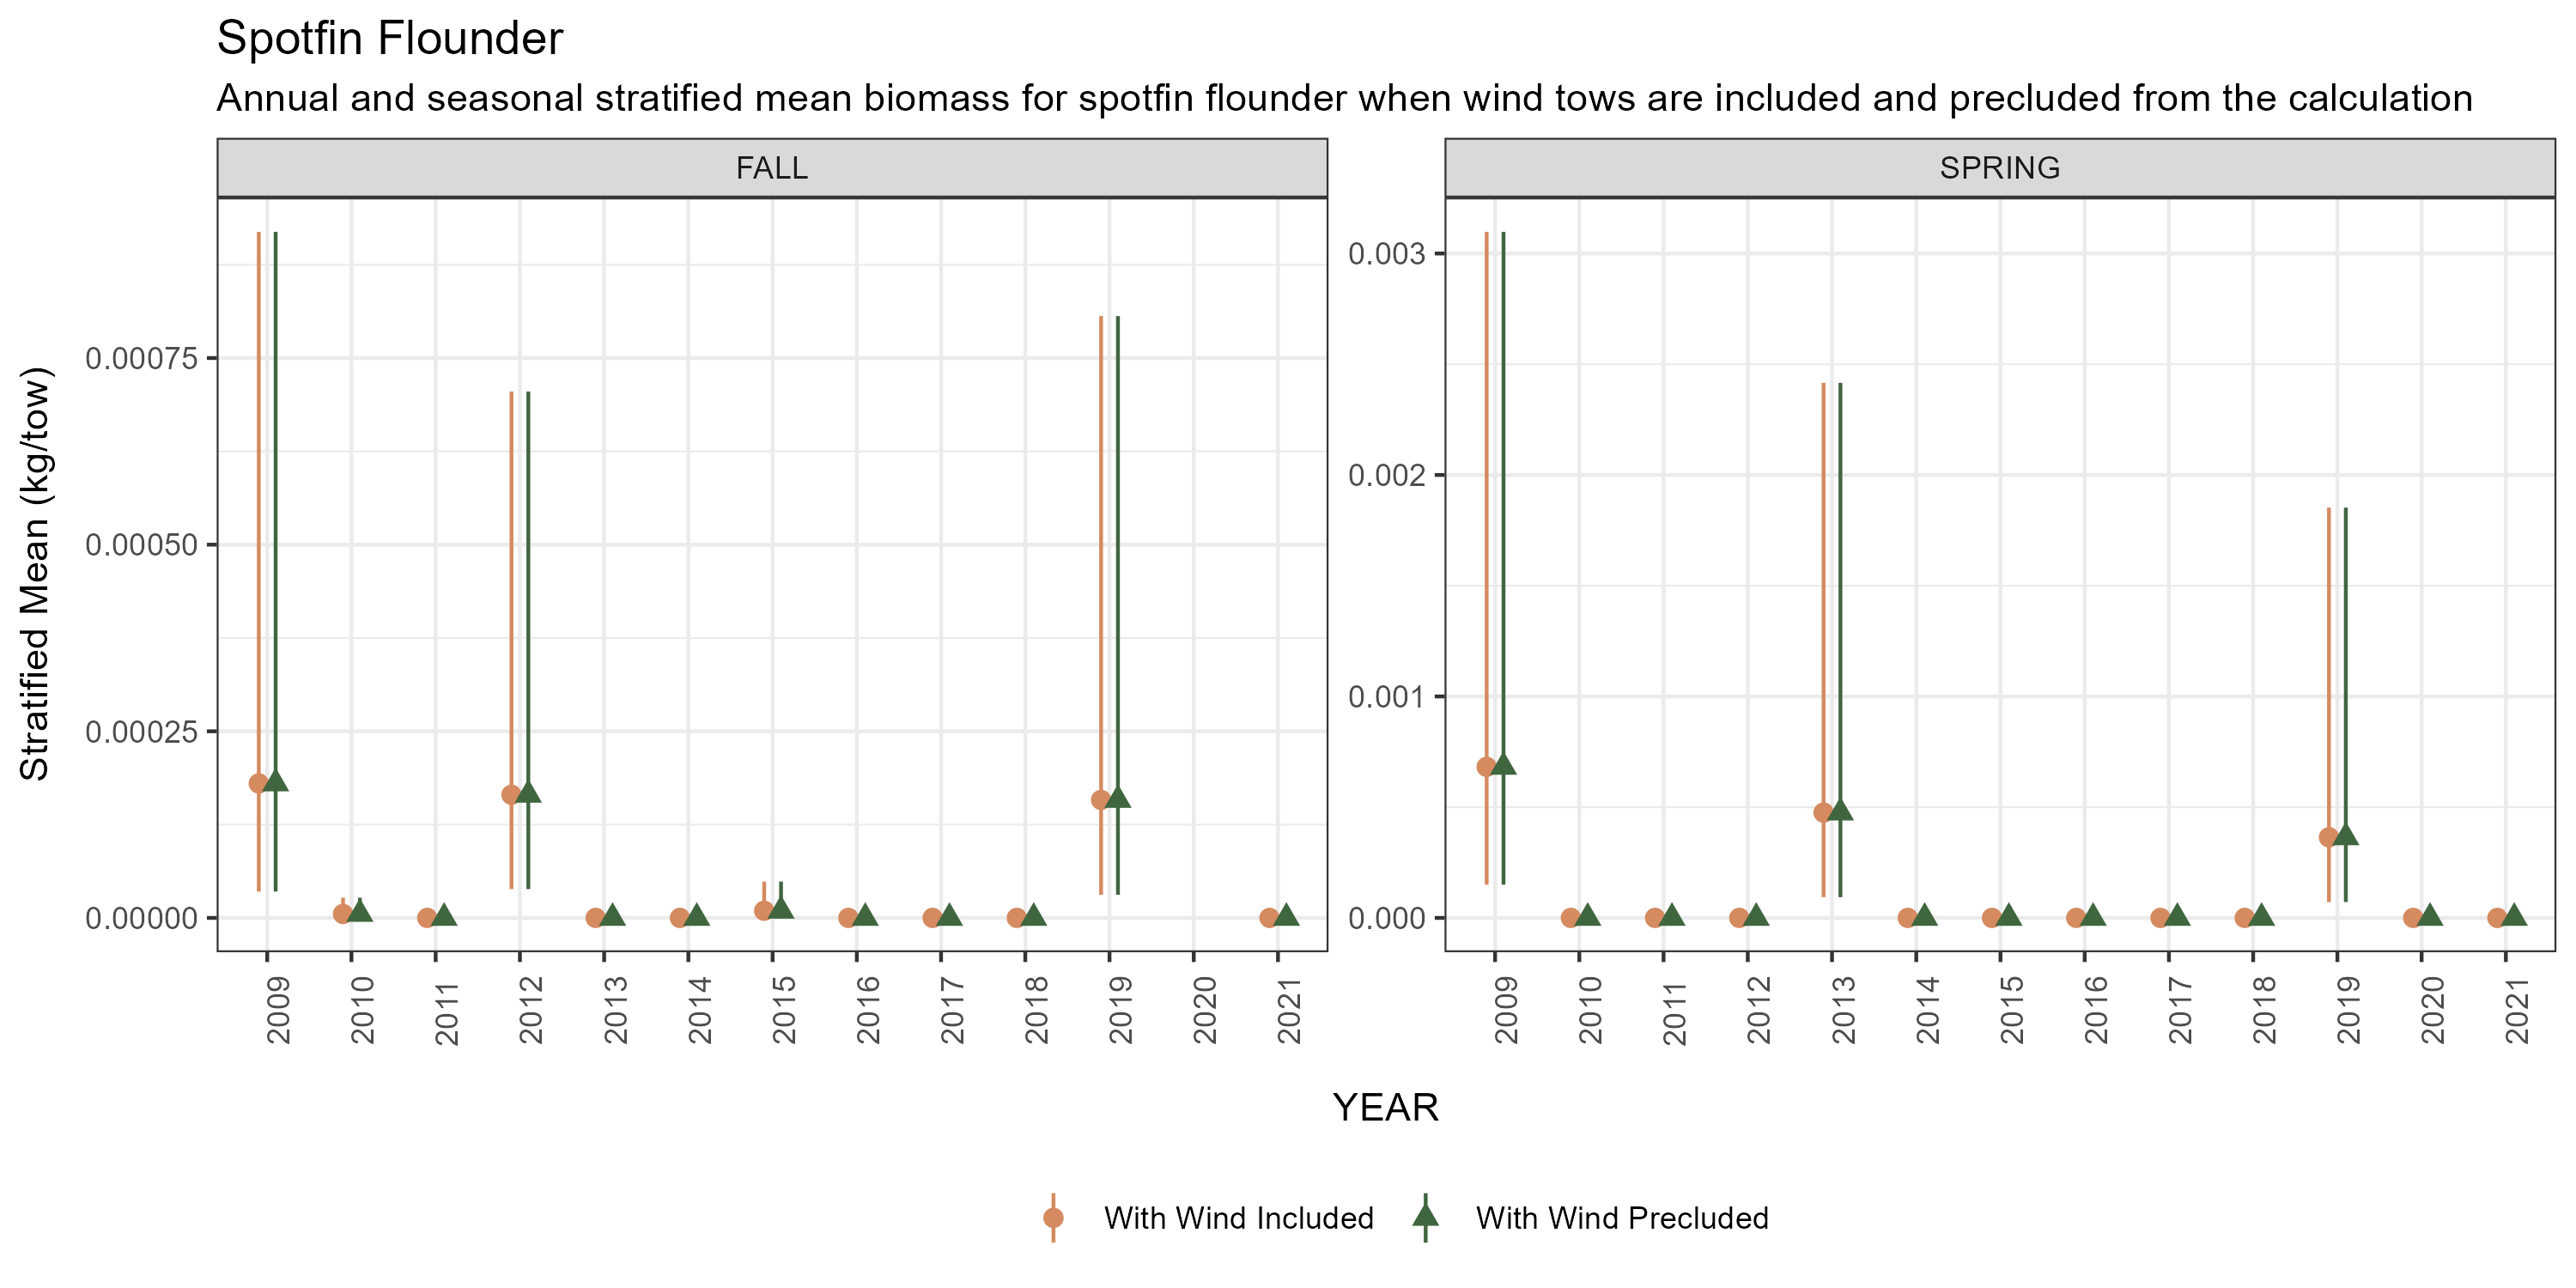 Spotfin Flounder
Annual and seasonal stratified mean biomass for spotfin flounder when wind tows are included and precluded from the calculation
FALL
SPRING
Stratified Mean (kg/tow)
0.00075
0.00050
0.00025
0.00000
0.003
0.002
0.001
0.000
2009 2010 2011 2012 2013 2014 2015 2016 2017 2018 2019 2020 2021
2009 2010 2011 2012 2013 2014 2015 2016 2017 2018 2019 2020 2021
YEAR
With Wind Included
With Wind Precluded